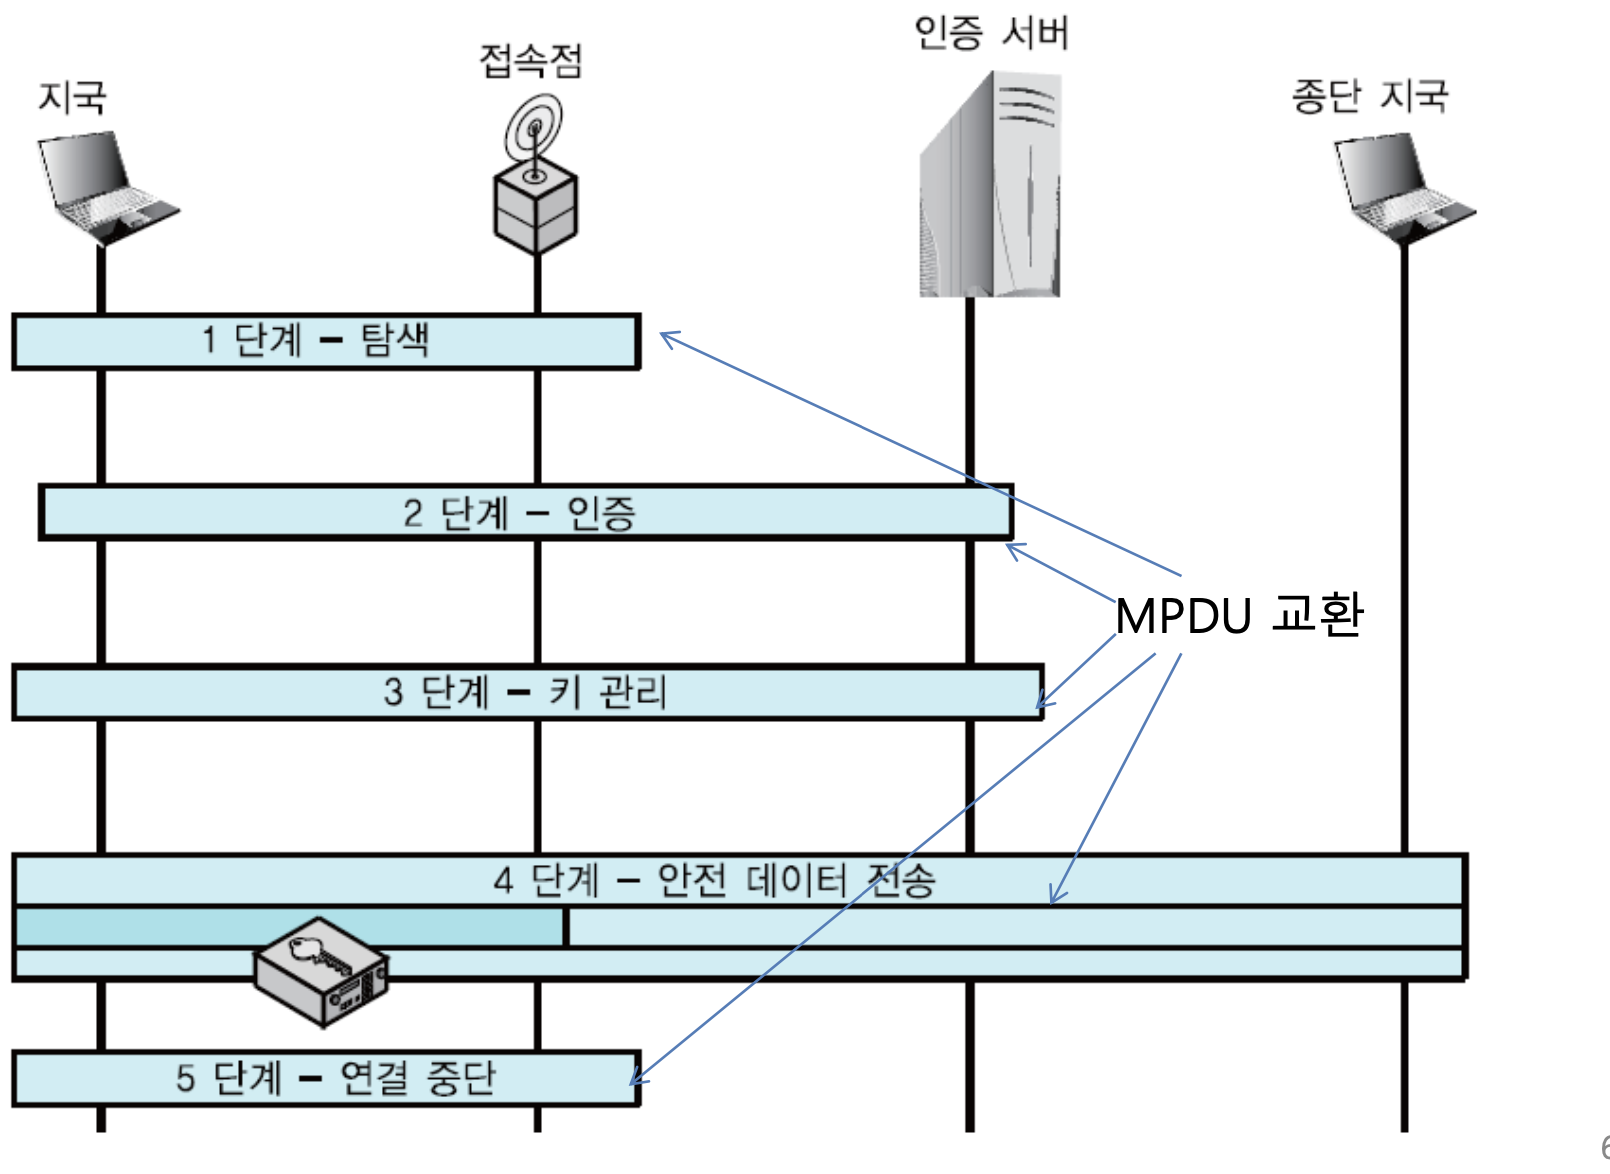 인증 서버
접속점
지국
종단 지국
1 단계 – 탐색
2 단계 – 인증
MPDU 교환
3 단계 – 키 관리
4 단계 – 안전 데이터 전송
5 단계 – 연결 중단
6